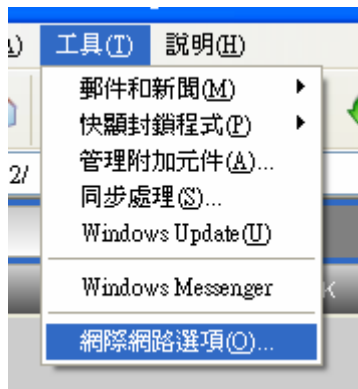 工具(T) 說明(H)
郵件和新聞(M)
快顯封鎖程式(P)
管理附加元件(A)...
2/
同步處理(S)...
Windows Update(U)
Windows Messenger
K
網際網路選項(O)...